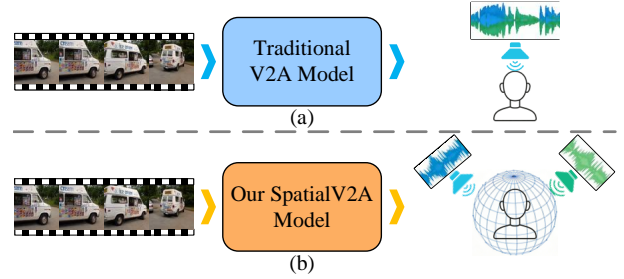 Traditional
V2A Model
(a)
Our SpatialV2A
Model
(b)